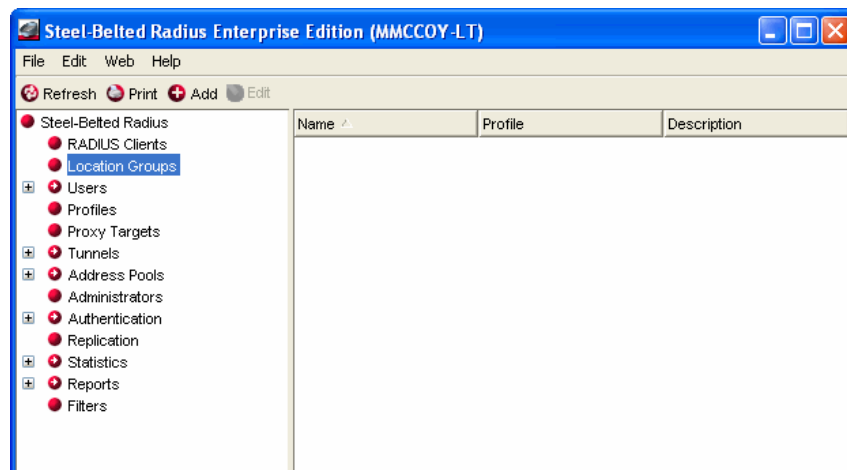 Steel-Belted Radius Enterprise Edition (MMCCOY-LT)
File Edit Web Help
Refresh Print Add Edit
Steel-Belted Radius
RADIUS Clients
Location Groups
Users
Profiles
Proxy Targets
Tunnels
Address Pools
Administrators
Authentication
Replication
Statistics
Reports
Filters
Name Profile Description